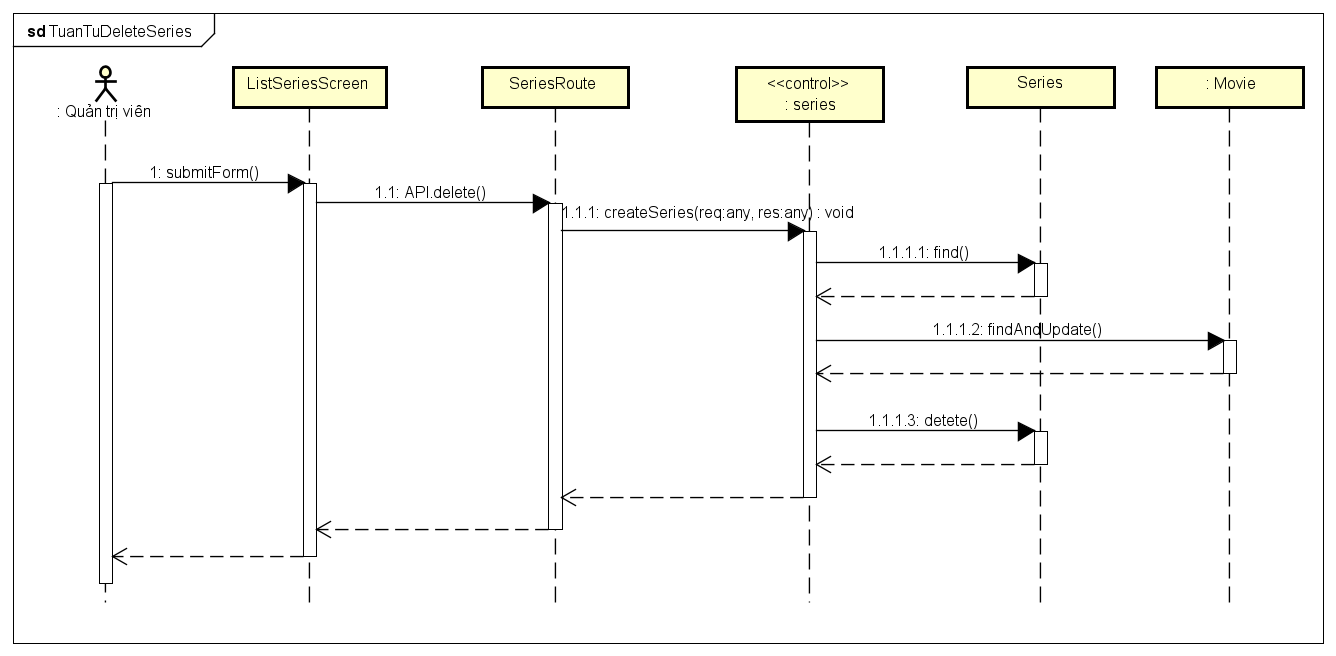 sd TuanTuDeleteSeries
: Quản trị viên
ListSeriesScreen
SeriesRoute
<<control>>
: series
Series
: Movie
1: submitForm()
1.1: API.delete()
1.1.1: createSeries(req:any, res:any) : void
1.1.1.1: find()
1.1.1.2: findAndUpdate()
1.1.1.3: detete()